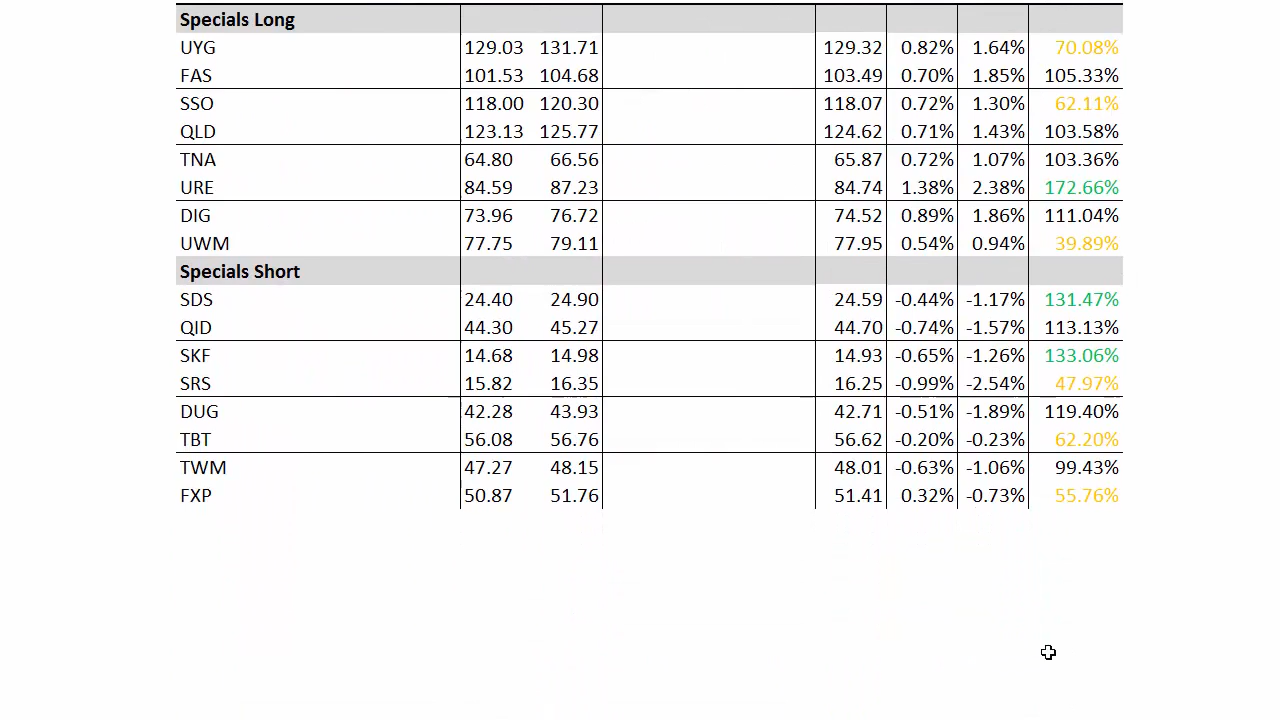 Specials Long
UYG 129.03 131.71 129.32 0.82% 1.64% 70.08%
FAS 101.53 104.68 103.49 0.70% 1.85% 105.33%
SSO 118.00 120.30 118.07 0.72% 1.30% 62.11%
QLD 123.13 125.77 124.62 0.71% 1.43% 103.58%
TNA 64.80 66.56 65.87 0.72% 1.07% 103.36%
URE 84.59 87.23 84.74 1.38% 2.38% 172.66%
DIG 73.96 76.72 74.52 0.89% 1.86% 111.04%
UWM 77.75 79.11 77.95 0.54% 0.94% 39.89%
Specials Short
SDS 24.40 24.90 24.59 -0.44% -1.17% 131.47%
QID 44.30 45.27 44.70 -0.74% -1.57% 113.13%
SKF 14.68 14.98 14.93 -0.65% -1.26% 133.06%
SRS 15.82 16.35 16.25 -0.99% -2.54% 47.97%
DUG 42.28 43.93 42.71 -0.51% -1.89% 119.40%
TBT 56.08 56.76 56.62 -0.20% -0.23% 62.20%
TWM 47.27 48.15 48.01 -0.63% -1.06% 99.43%
FXP 50.87 51.76 51.41 0.32% -0.73% 55.76%